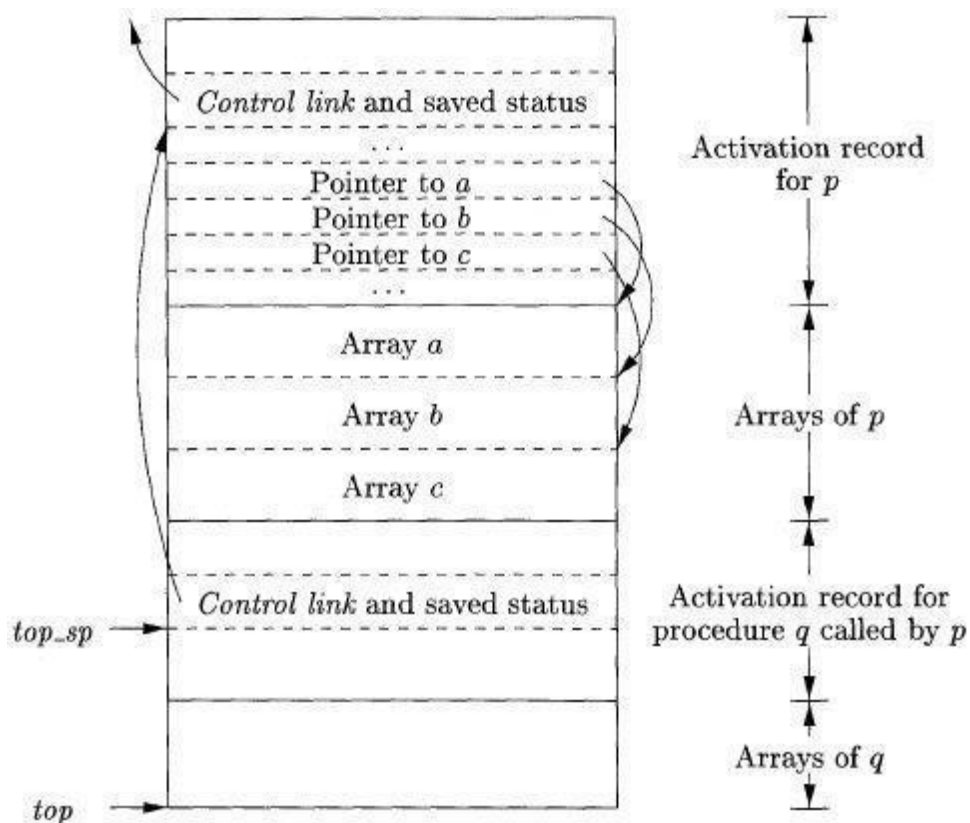 Control link and saved status
. . .
Pointer to a
Pointer to b
Pointer to c
. . .
Array a
Array b
Array c
Control link and saved status
top_sp
top
Activation record
for p
Arrays of p
Activation record for
procedure q called by p
Arrays of q